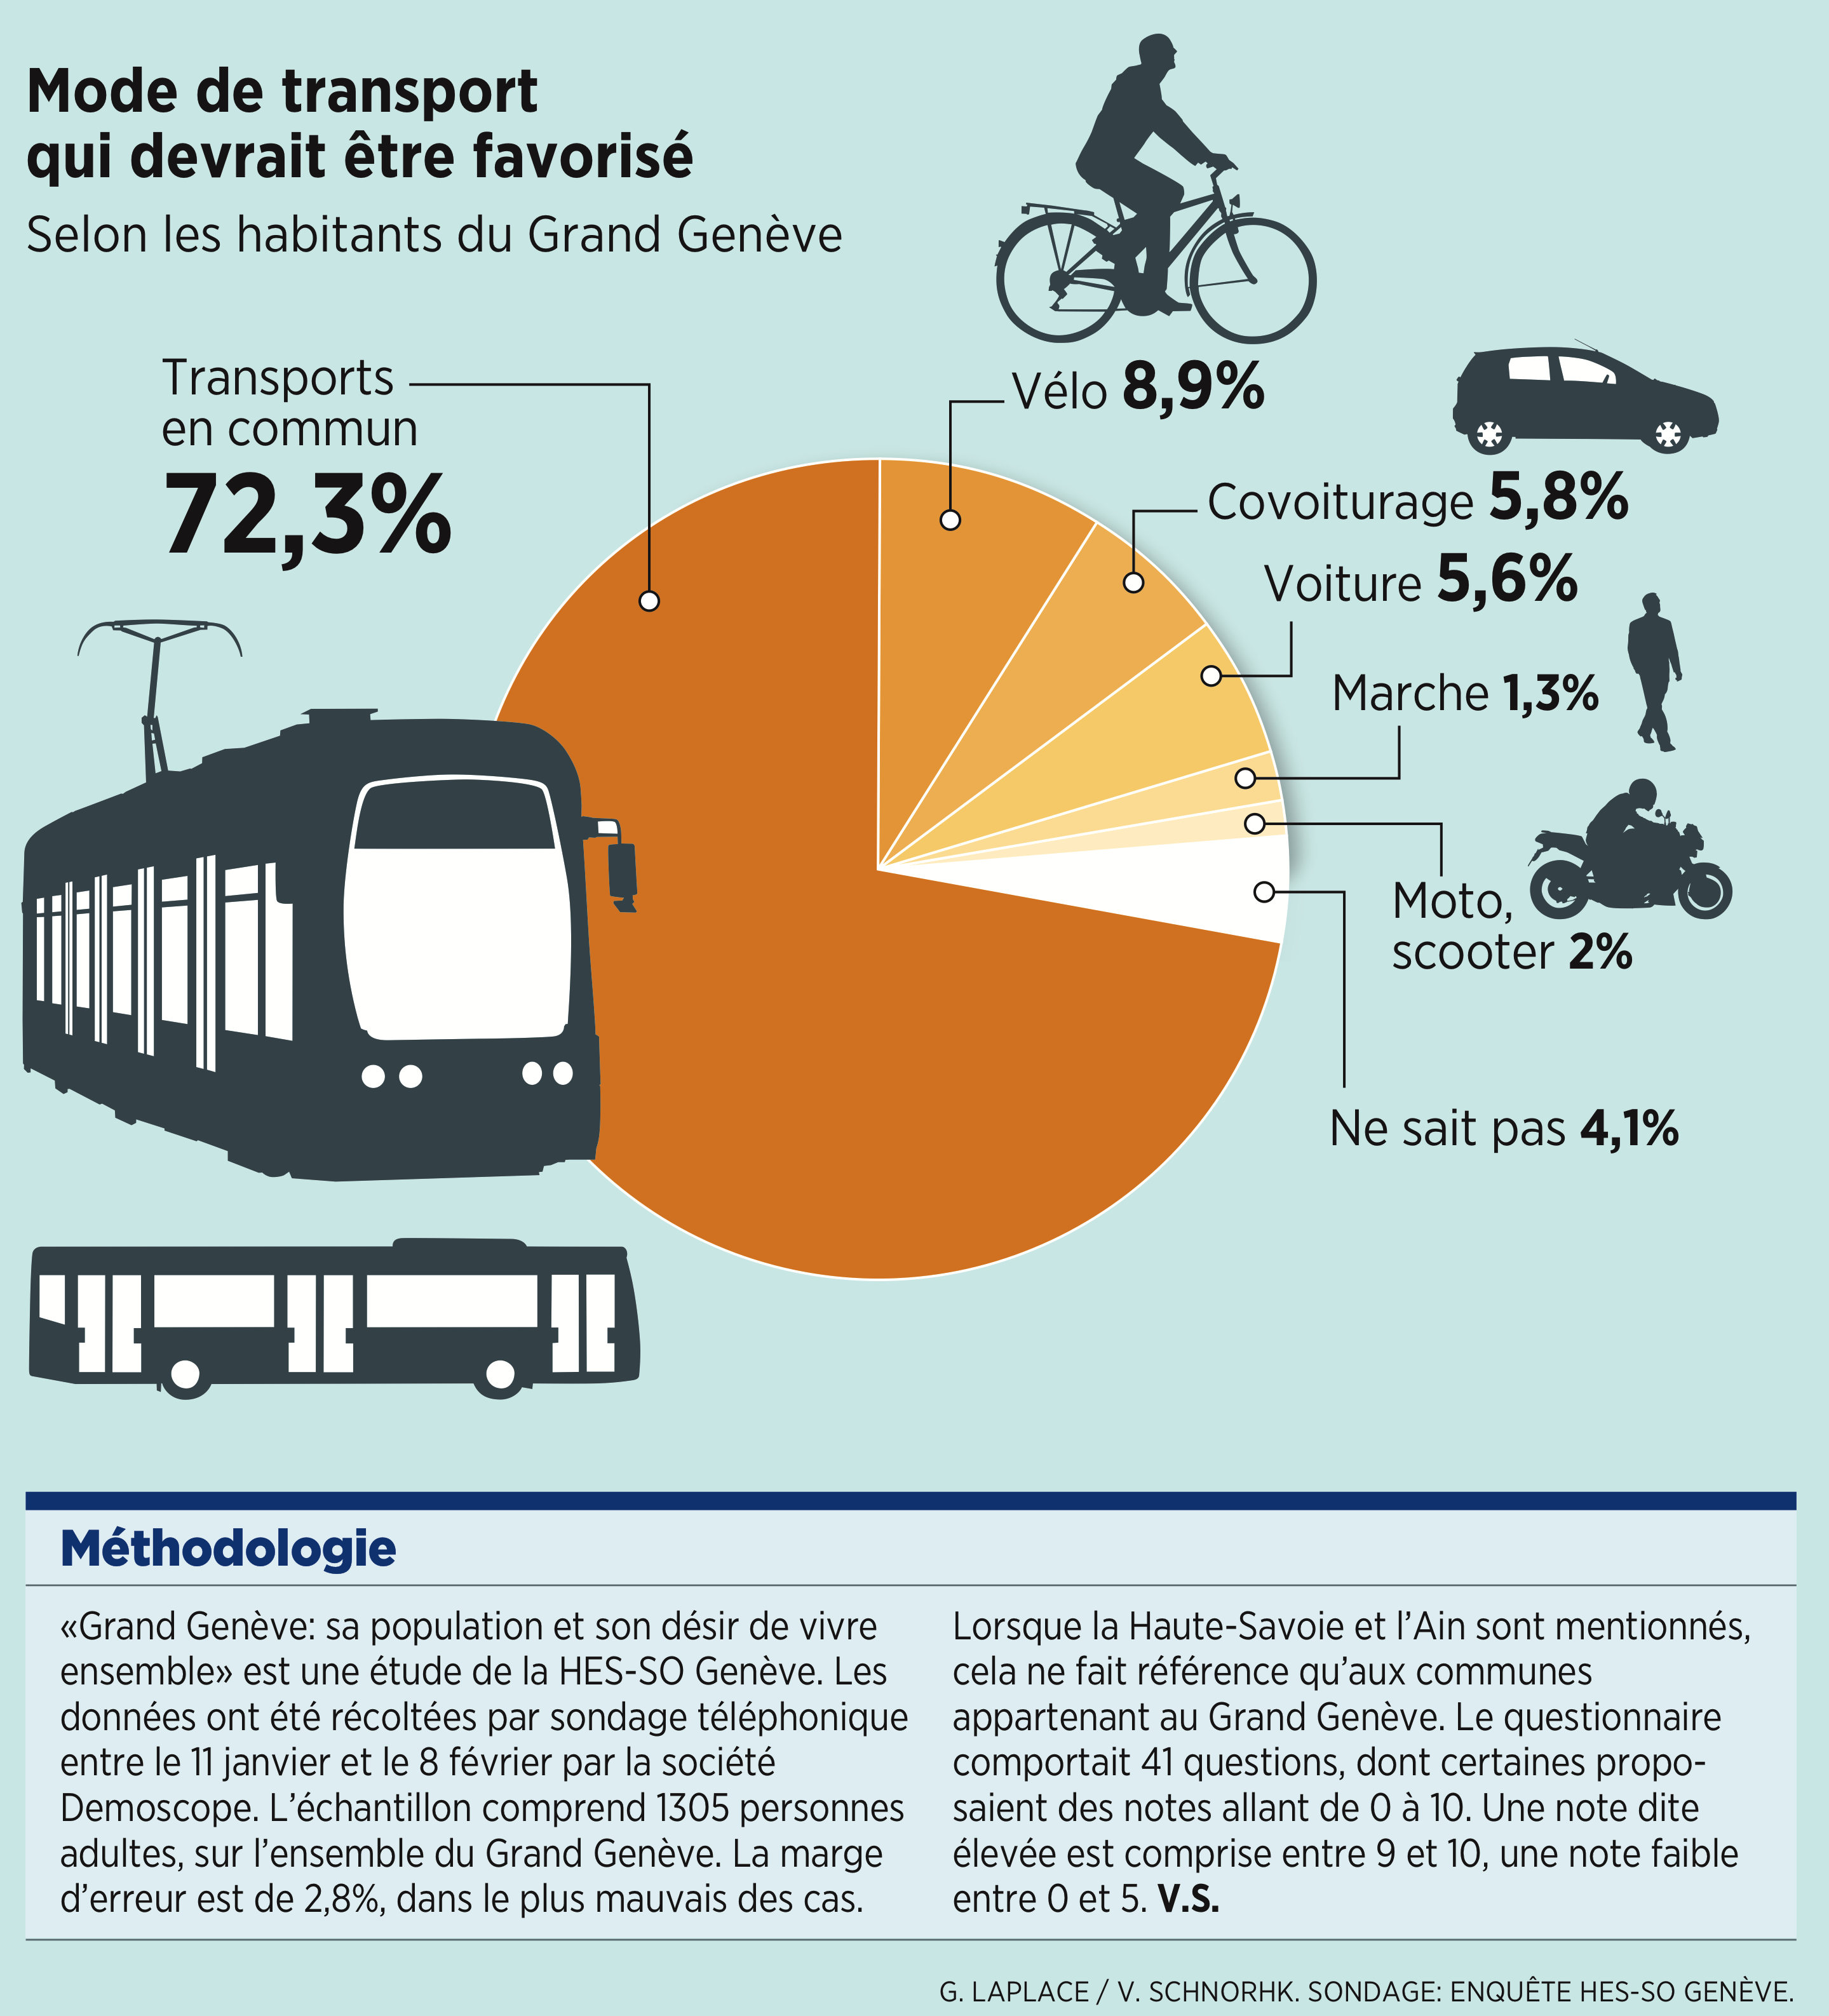 Mode de transport
qui devrait être favorisé
Selon les habitants du Grand Genève
Transports
en commun
72,3%
Vélo 8,9%
Covoiturage 5,8%
Voiture 5,6%
Marche 1,3%
Moto,
scooter 2%
Ne sait pas 4,1%
Méthodologie
«Grand Genève: sa population et son désir de vivre
ensemble» est une étude de la HES-SO Genève. Les
données ont été récoltées par sondage téléphonique
entre le 11 janvier et le 8 février par la société
Demoscope. L’échantillon comprend 1305 personnes
adultes, sur l’ensemble du Grand Genève. La marge
d’erreur est de 2,8%, dans le plus mauvais des cas.
Lorsque la Haute-Savoie et l’Ain sont mentionnés,
cela ne fait référence qu’aux communes
appartenant au Grand Genève. Le questionnaire
comportait 41 questions, dont certaines propo-
saient des notes allant de 0 à 10. Une note dite
élevée est comprise entre 9 et 10, une note faible
entre 0 et 5. V.S.
G. LAPLACE / V. SCHNORHK. SONDAGE: ENQUÊTE HES-SO GENÈVE.